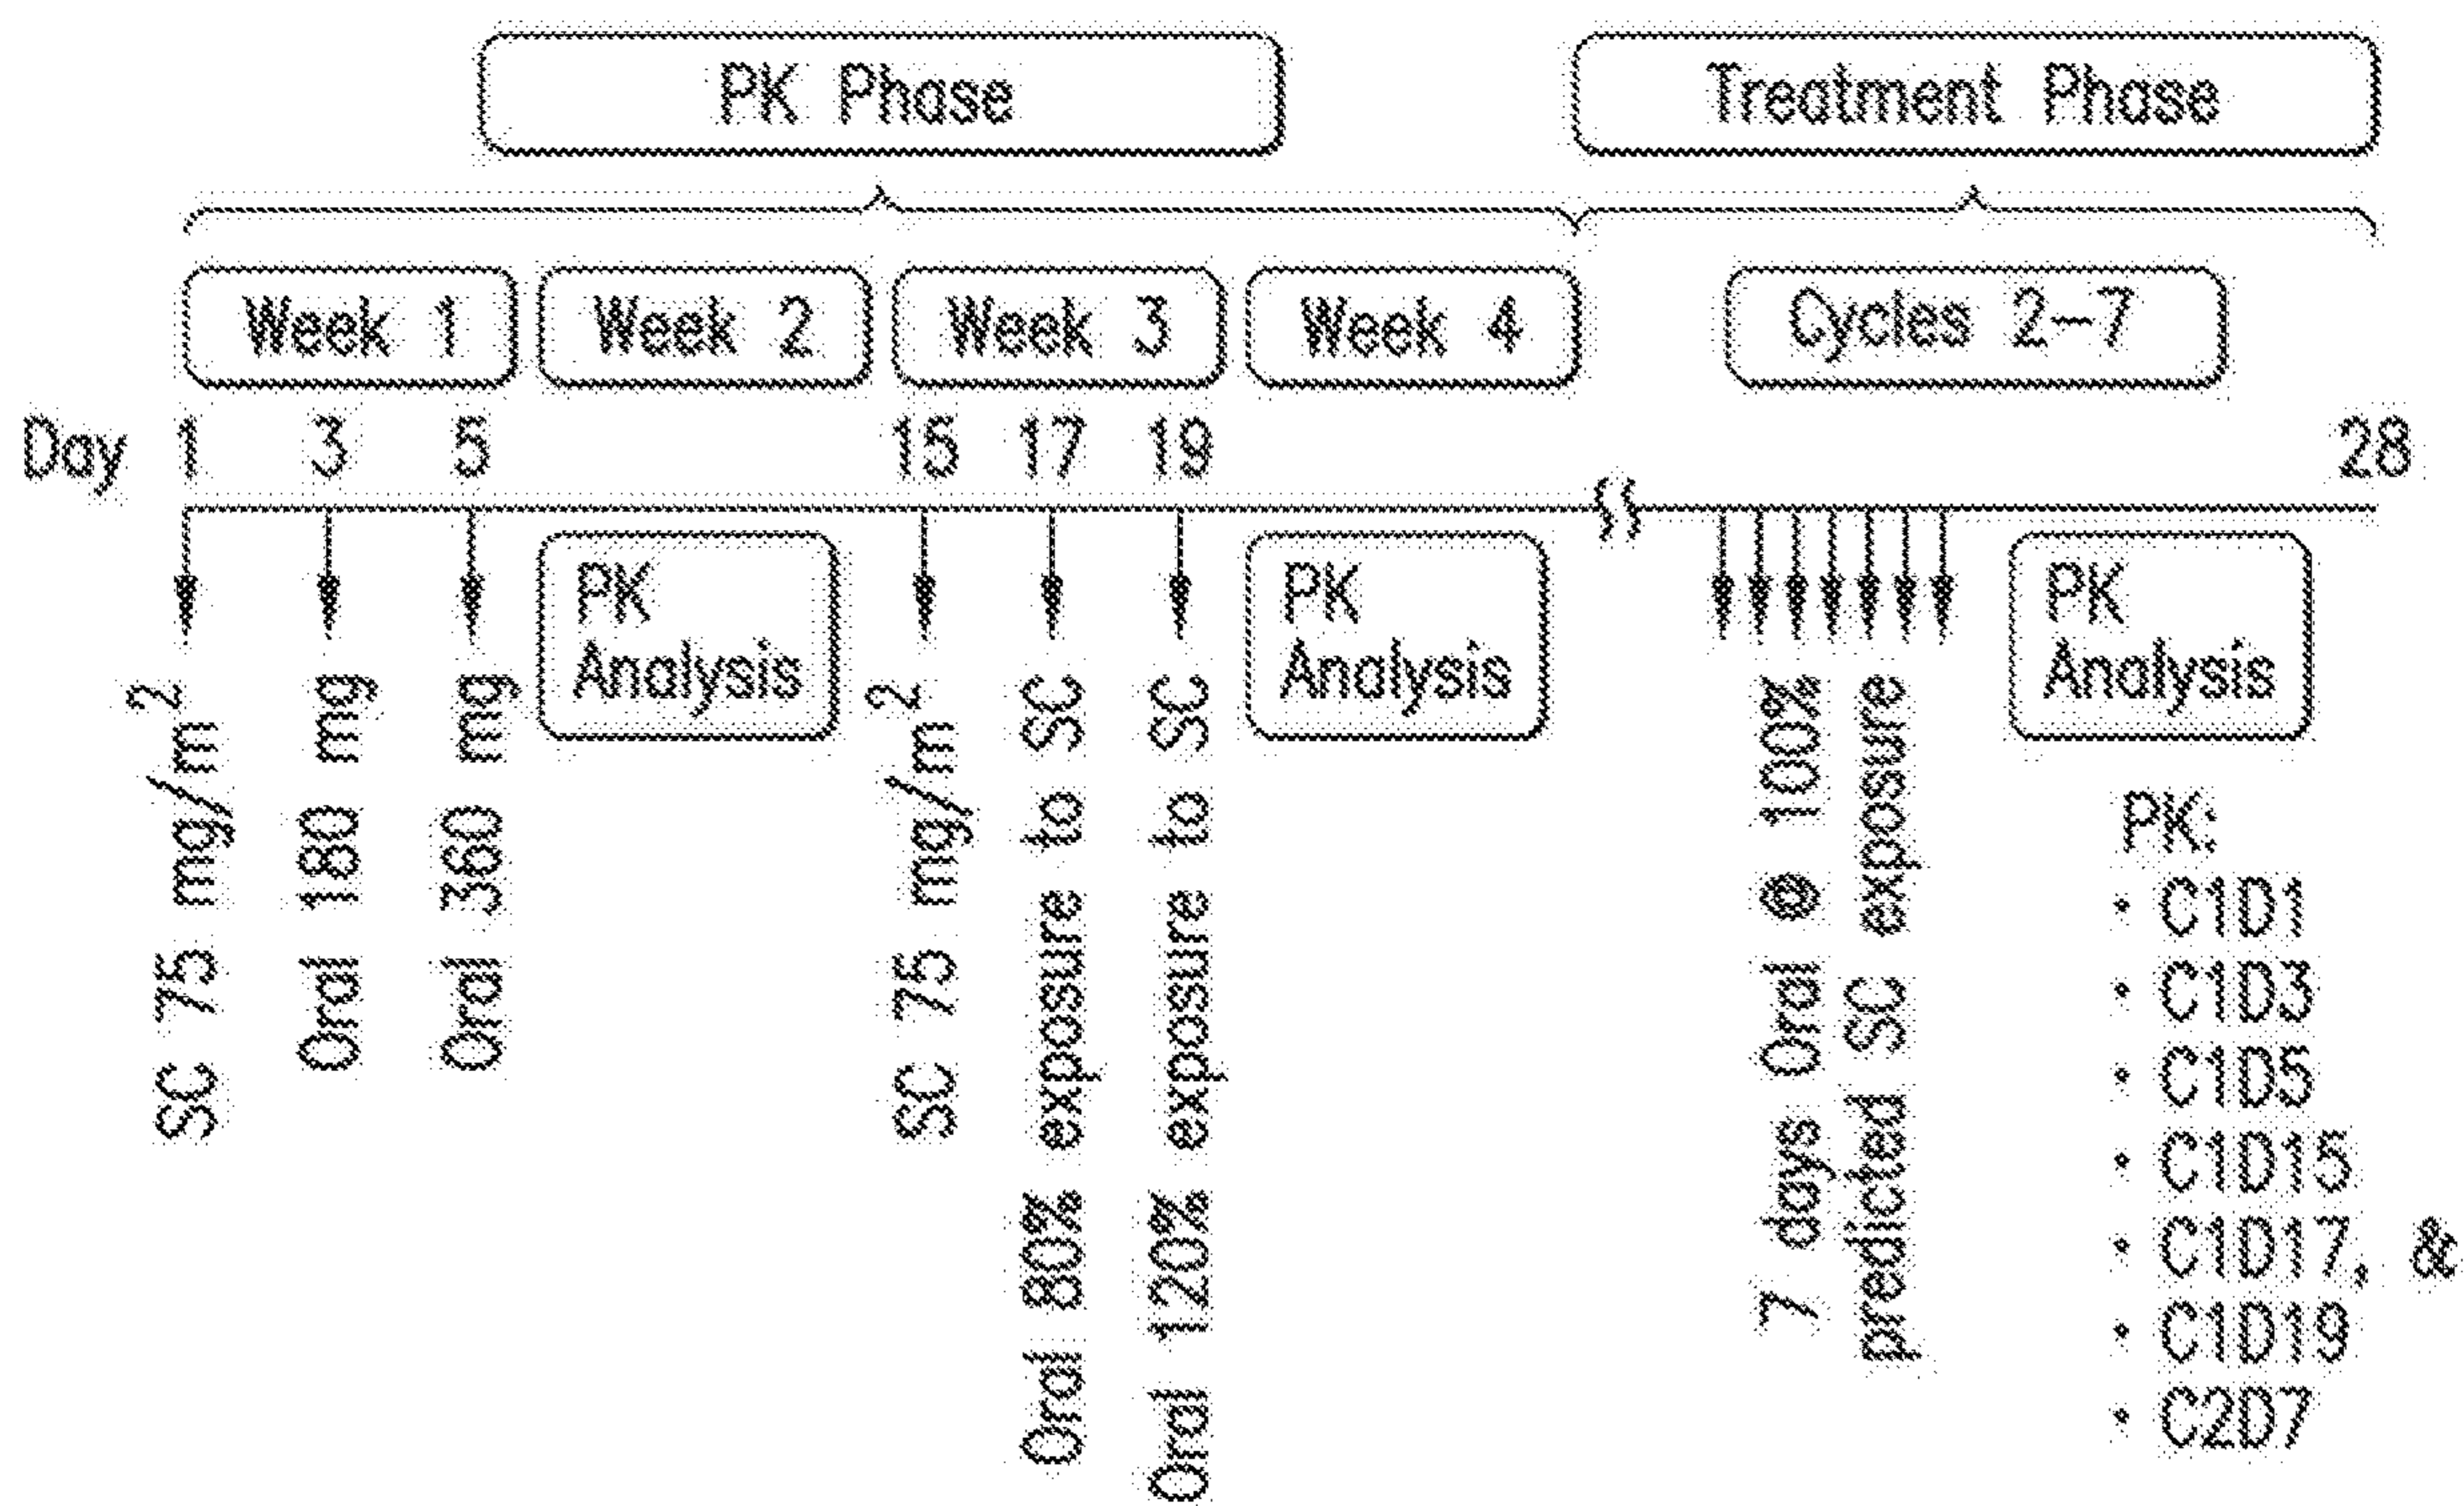 PK Phase
Treatment Phase
Week 1
Week 2
Week 3
Week 4
Cycles 2–7
Day 1 3 5 15 17 19 28
SC 75 mg/m²
Oral 180 mg
Oral 360 mg
PK
Analysis
SC 75 mg/m²
Oral 80% exposure to SC
Oral 120% exposure to SC
PK
Analysis
7 days Oral @ 100%
predicted SC exposure
PK
Analysis
PK:
· C1D1
· C1D3
· C1D5
· C1D15
· C1D17, &
· C1D19
· C2D7